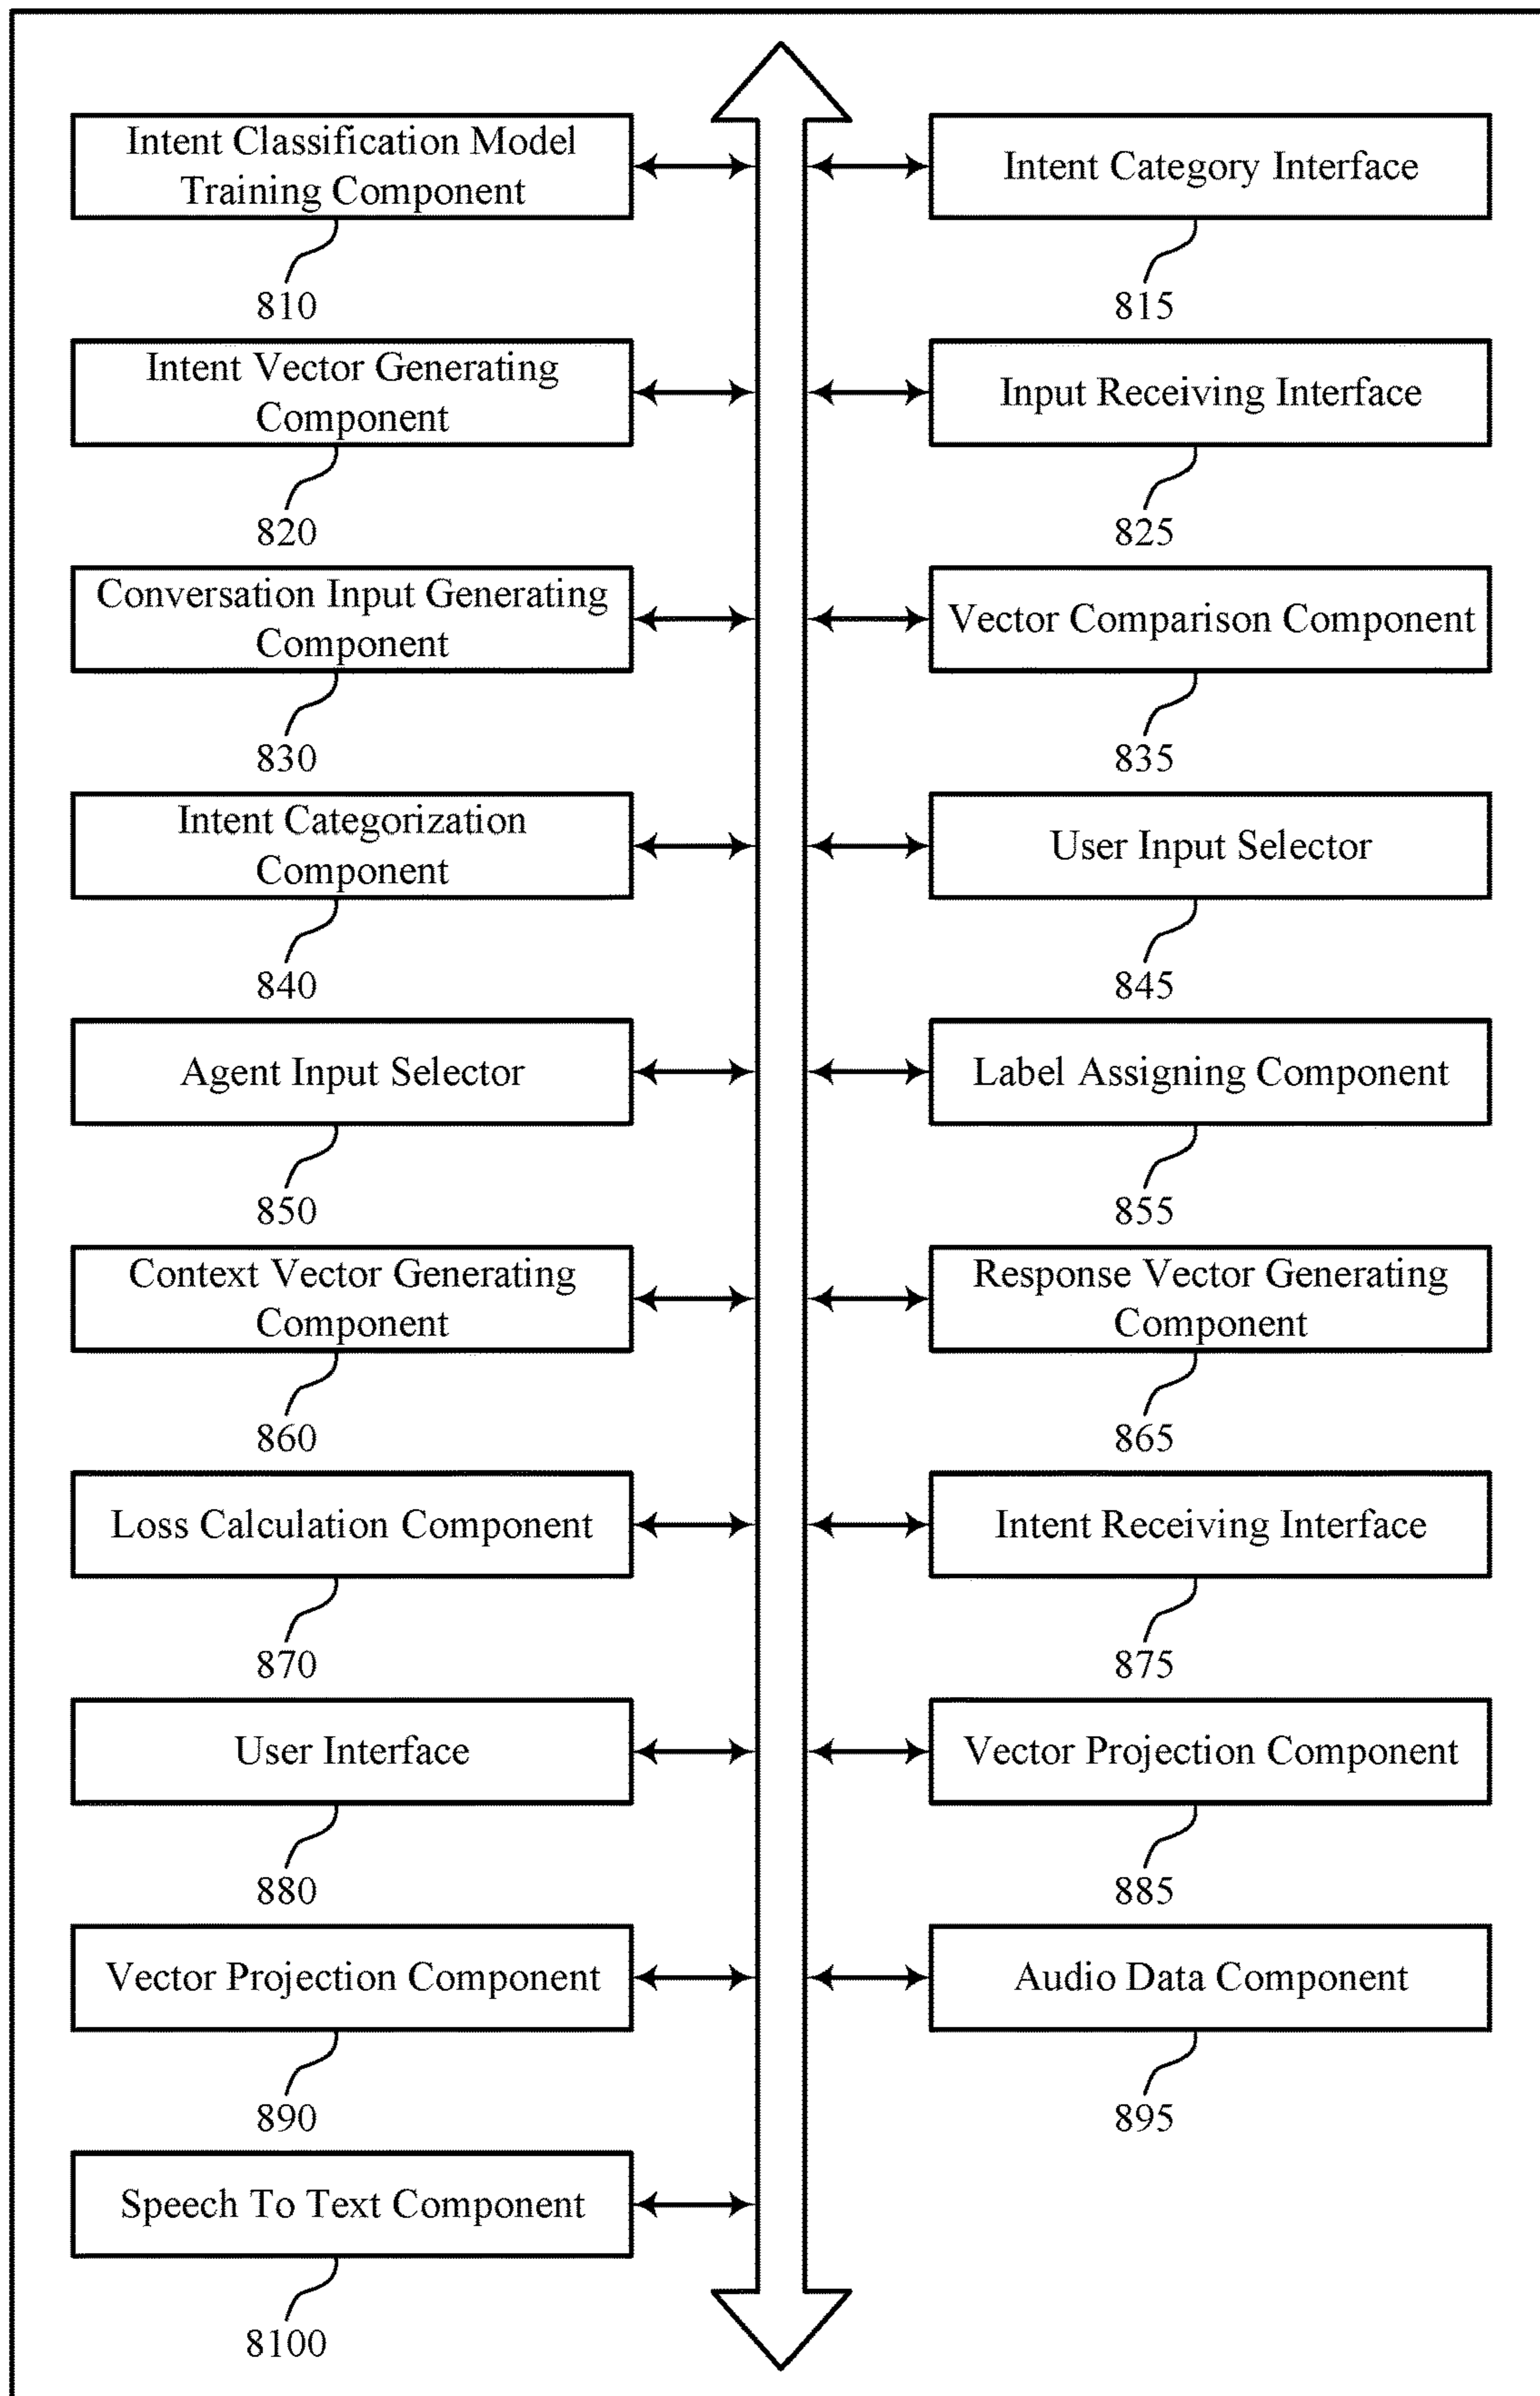 Intent Classification Model
Training Component
810
Intent Category Interface
815
Intent Vector Generating
Component
820
Input Receiving Interface
825
Conversation Input Generating
Component
830
Vector Comparison Component
835
Intent Categorization
Component
840
User Input Selector
845
Agent Input Selector
850
Label Assigning Component
855
Context Vector Generating
Component
860
Response Vector Generating
Component
865
Loss Calculation Component
870
Intent Receiving Interface
875
User Interface
880
Vector Projection Component
885
Vector Projection Component
890
Audio Data Component
895
Speech To Text Component
8100